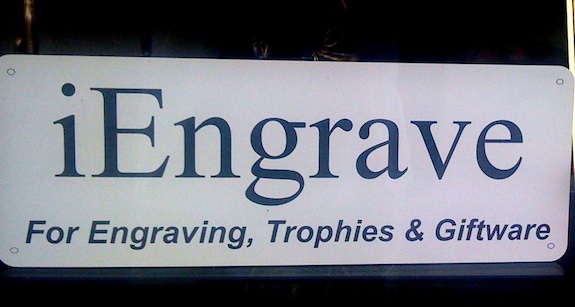 iEngrave
For Engraving, Trophies & Giftware